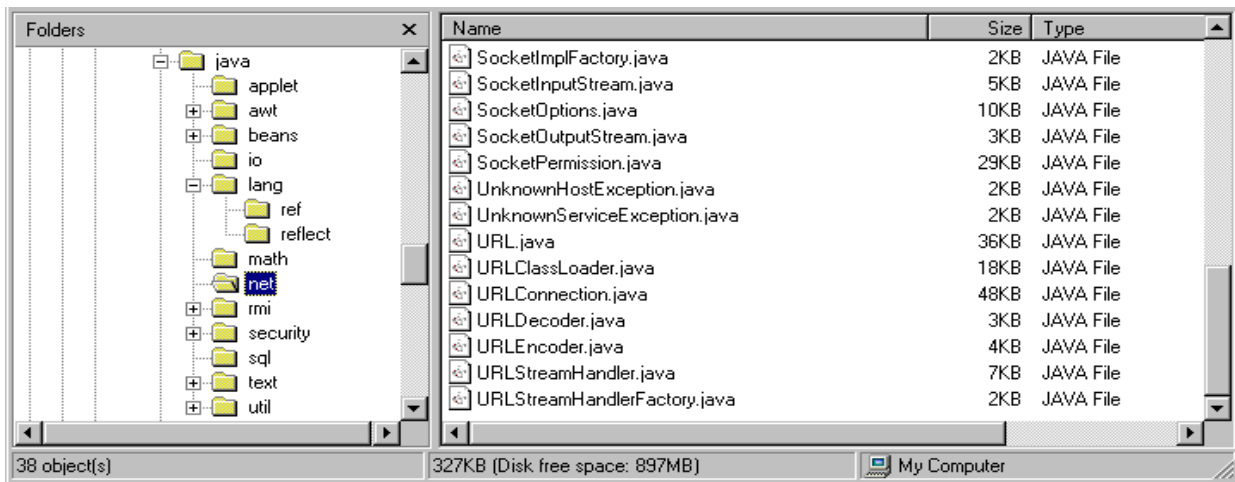 Folders
java
applet
awt
beans
io
lang
ref
reflect
math
net
rmi
security
sql
text
util
Name Size Type
SocketImplFactory.java 2KB JAVA File
SocketInputStream.java 5KB JAVA File
SocketOptions.java 10KB JAVA File
SocketOutputStream.java 3KB JAVA File
SocketPermission.java 29KB JAVA File
UnknownHostException.java 2KB JAVA File
UnknownServiceException.java 2KB JAVA File
URL.java 36KB JAVA File
URLClassLoader.java 18KB JAVA File
URLConnection.java 48KB JAVA File
URLDecoder.java 3KB JAVA File
URLEncoder.java 4KB JAVA File
URLStreamHandler.java 7KB JAVA File
URLStreamHandlerFactory.java 2KB JAVA File
38 object(s) 327KB (Disk free space: 897MB) My Computer